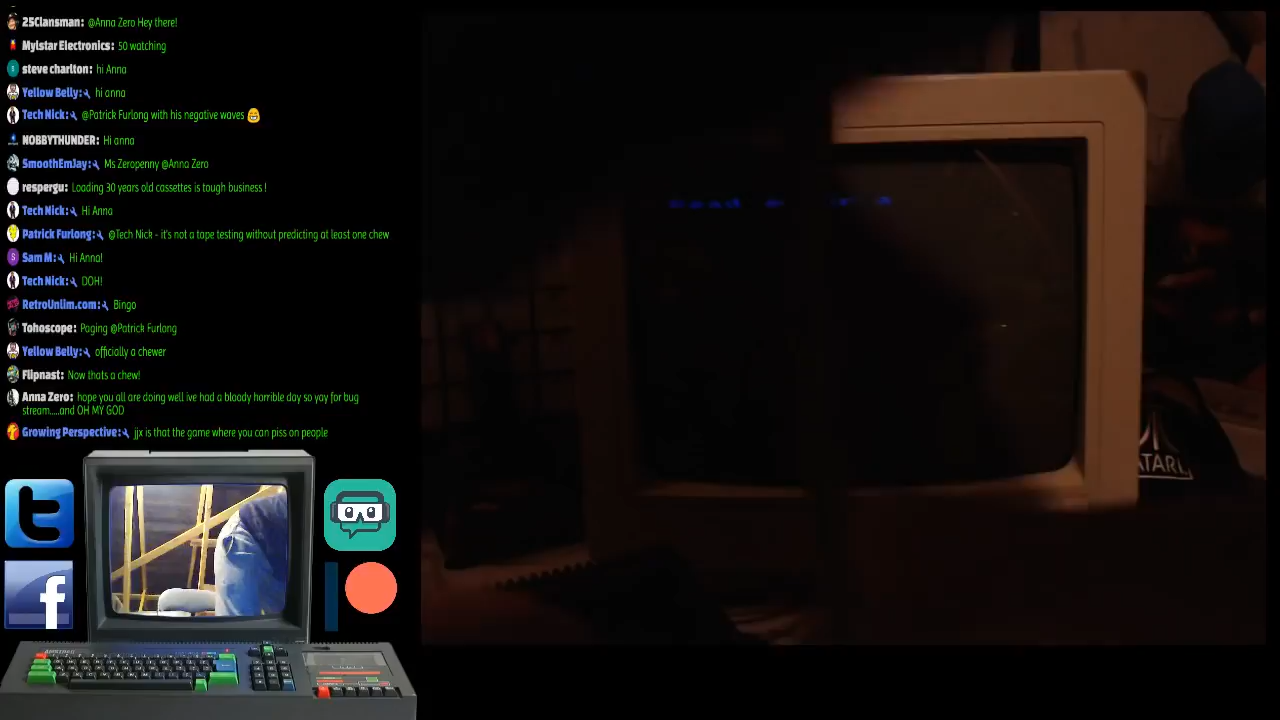 25Clansman: @Anna Zero Hey there!
Mylstar Electronics: 50 watching
steve charlton: hi Anna
Yellow Belly: hi anna
Tech Nick: @Patrick Furlong with his negative waves
NOBBYTHUNDER: Hi anna
SmoothEmJay: Ms Zeropenny @Anna Zero
respergu: Loading 30 years old cassettes is tough business !
Tech Nick: Hi Anna
Patrick Furlong: @Tech Nick - it's not a tape testing without predicting at least one chew
Sam M: Hi Anna!
Tech Nick: DOH!
RetroUnlim.com: Bingo
Tohoscope: Paging @Patrick Furlong
Yellow Belly: officially a chewer
Flipnast: Now thats a chew!
Anna Zero: hope you all are doing well ive had a bloody horrible day so yay for bug
stream.....and OH MY GOD
Growing Perspective: jjx is that the game where you can piss on people
Read
ATARI
AMSTRAD